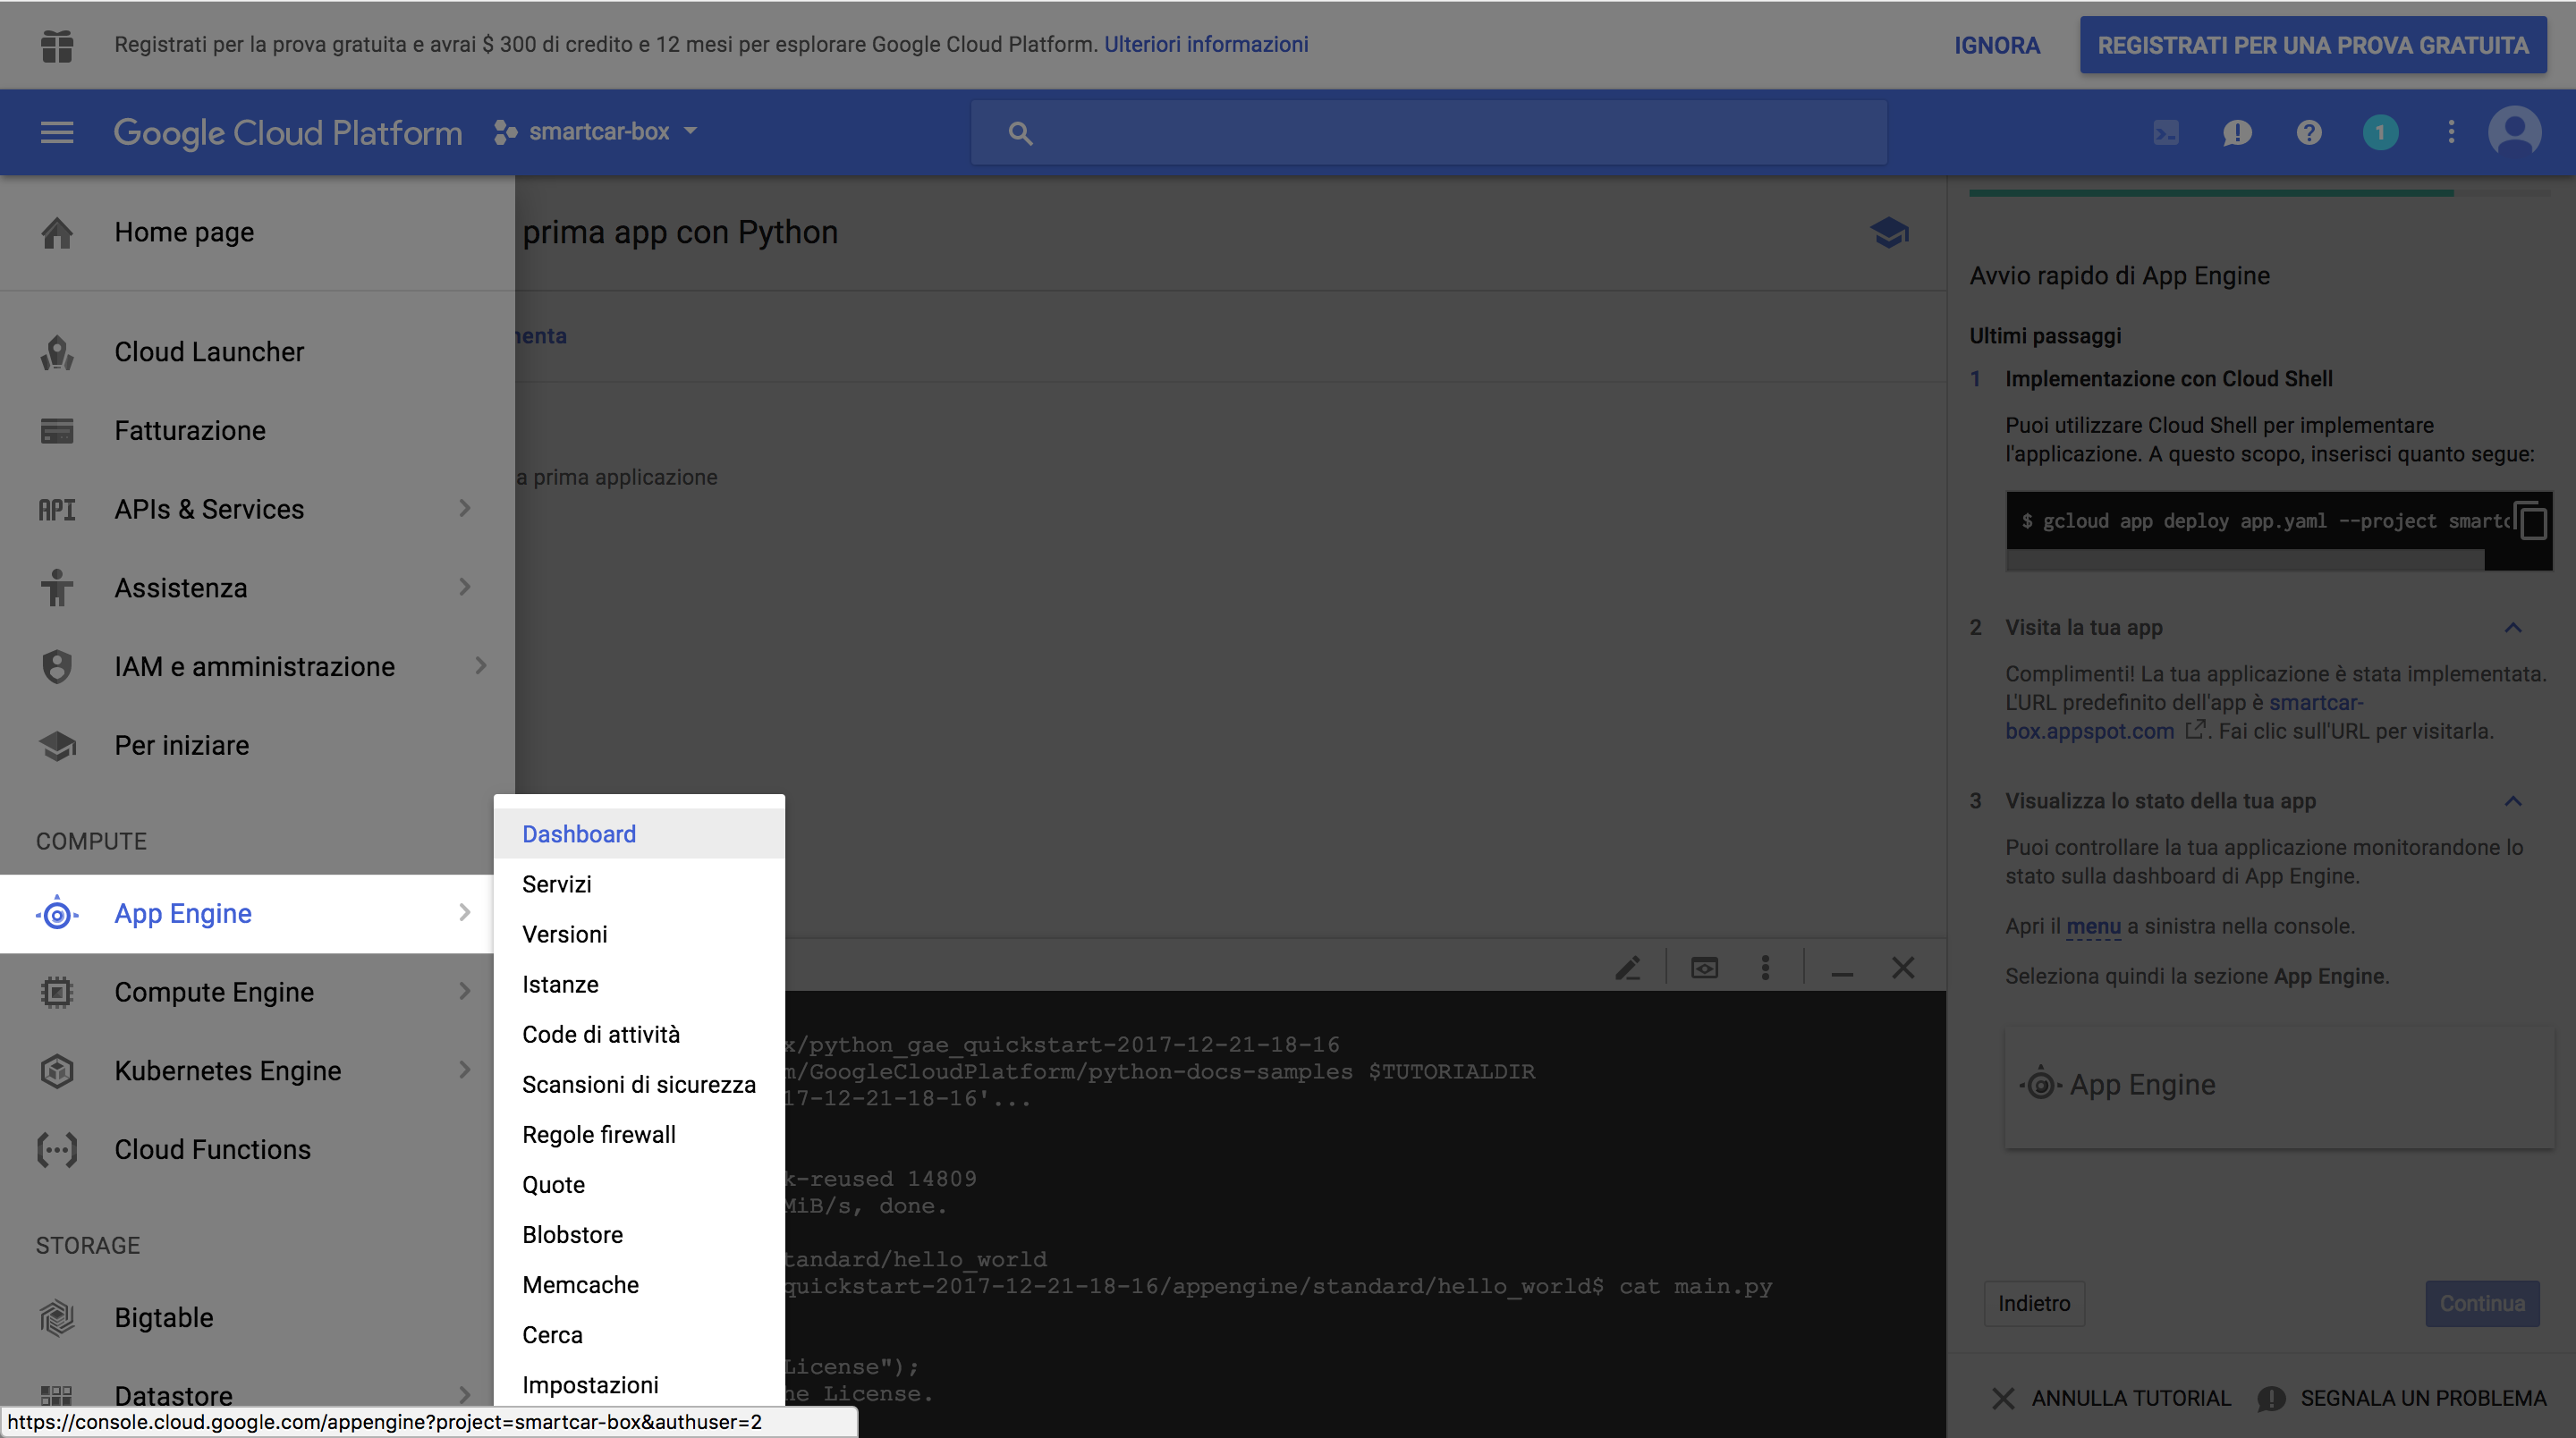 Registrati per la prova gratuita e avrai $ 300 di credito e 12 mesi per esplorare Google Cloud Platform. Ulteriori informazioni
IGNORA
REGISTRATI PER UNA PROVA GRATUITA
Google Cloud Platform
smartcar-box
1
Home page
Cloud Launcher
Fatturazione
API
APIs & Services
Assistenza
IAM e amministrazione
Per iniziare
COMPUTE
App Engine
Compute Engine
Kubernetes Engine
Cloud Functions
STORAGE
Bigtable
Datastore
Dashboard
Servizi
Versioni
Istanze
Code di attività
Scansioni di sicurezza
Regole firewall
Quote
Blobstore
Memcache
Cerca
Impostazioni
prima app con Python
a prima applicazione
x/python_gae_quickstart-2017-12-21-18-16
m/GoogleCloudPlatform/python-docs-samples $TUTORIALDIR
17-12-21-18-16'...
k-reused 14809
MiB/s, done.
tandard/hello_world
quickstart-2017-12-21-18-16/appengine/standard/hello_world$ cat main.py
License");
he License.
Avvio rapido di App Engine
Ultimi passaggi
1 Implementazione con Cloud Shell
Puoi utilizzare Cloud Shell per implementare
l'applicazione. A questo scopo, inserisci quanto segue:
$ gcloud app deploy app.yaml --project smartc
2 Visita la tua app
Complimenti! La tua applicazione è stata implementata.
L'URL predefinito dell'app è smartcar-
box.appspot.com . Fai clic sull'URL per visitarla.
3 Visualizza lo stato della tua app
Puoi controllare la tua applicazione monitorandone lo
stato sulla dashboard di App Engine.
Apri il menu a sinistra nella console.
Seleziona quindi la sezione App Engine.
App Engine
Indietro
Continua
ANNULLA TUTORIAL
SEGNALA UN PROBLEMA
https://console.cloud.google.com/appengine?project=smartcar-box&authuser=2